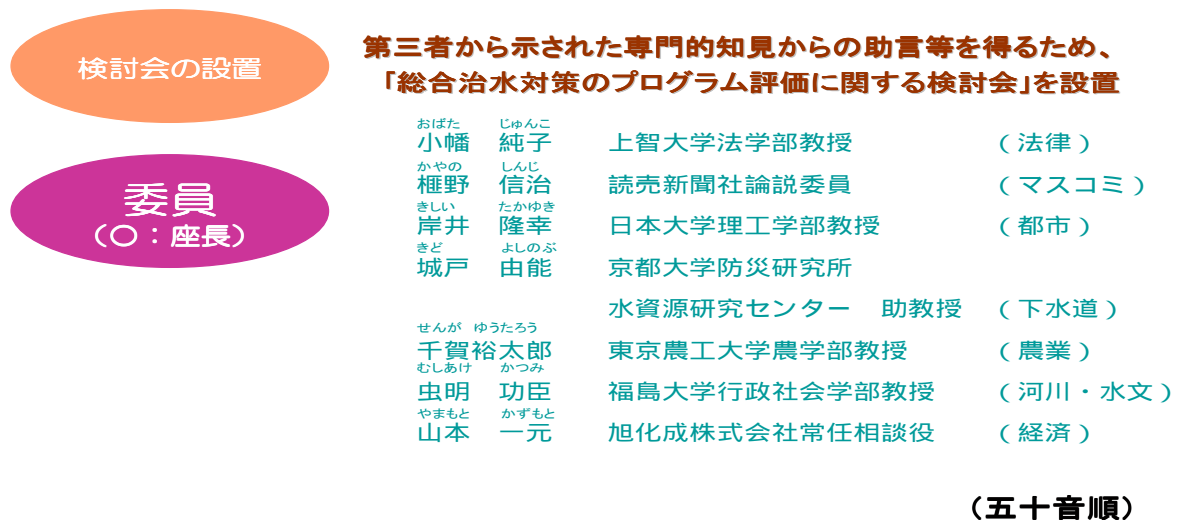 検討会の設置
第三者から示された専門的知見からの助言等を得るため、
「総合治水対策のプログラム評価に関する検討会」を設置
委員
（〇：座長）
おばた じゅんこ
小幡 純子 上智大学法学部教授 （法律）
かやの しんじ
榧野 信治 読売新聞社論説委員 （マスコミ）
きしい たかゆき
岸井 隆幸 日本大学理工学部教授 （都市）
きど よしのぶ
城戸 由能 京都大学防災研究所
水資源研究センター 助教授 （下水道）
せんが ゆうたろう
千賀裕太郎 東京農工大学農学部教授 （農業）
むしあけ かつみ
虫明 功臣 福島大学行政社会学部教授 （河川・水文）
やまもと かずもと
山本 一元 旭化成株式会社常任相談役 （経済）
（五十音順）